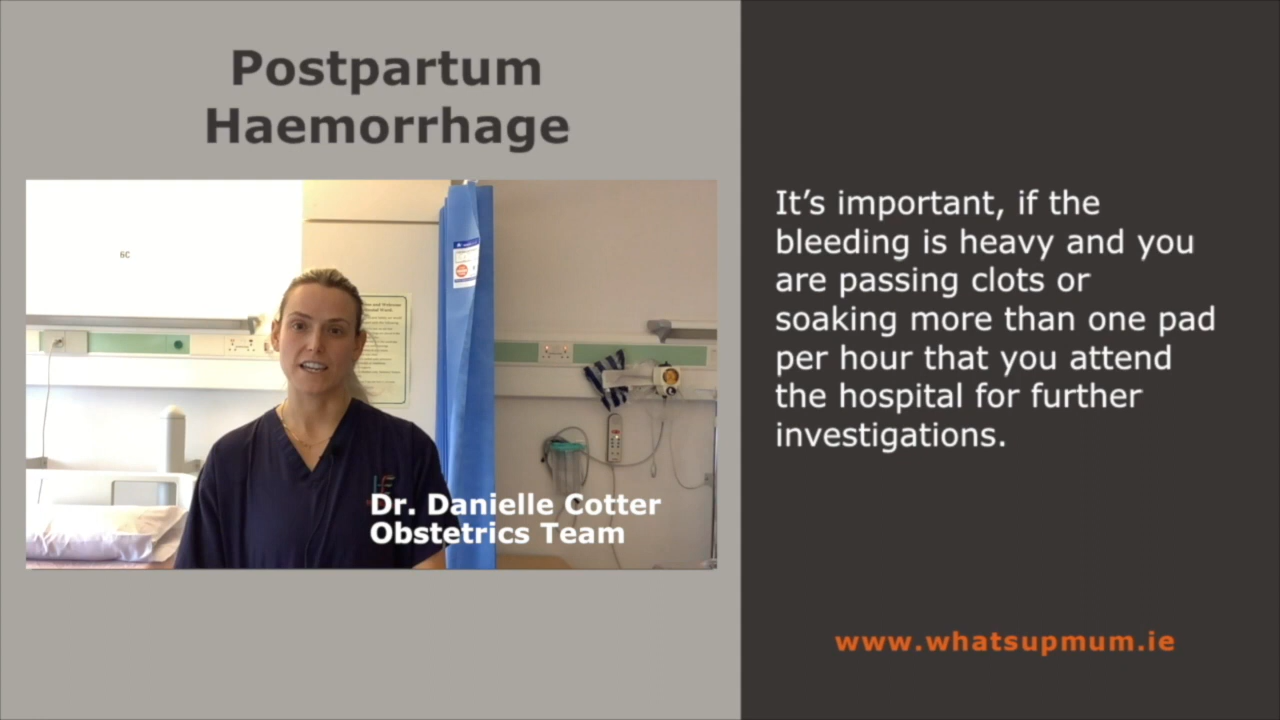 Postpartum
Haemorrhage
6C
Dr. Danielle Cotter
Obstetrics Team
It’s important, if the
bleeding is heavy and you
are passing clots or
soaking more than one pad
per hour that you attend
the hospital for further
investigations.
www.whatsupmum.ie